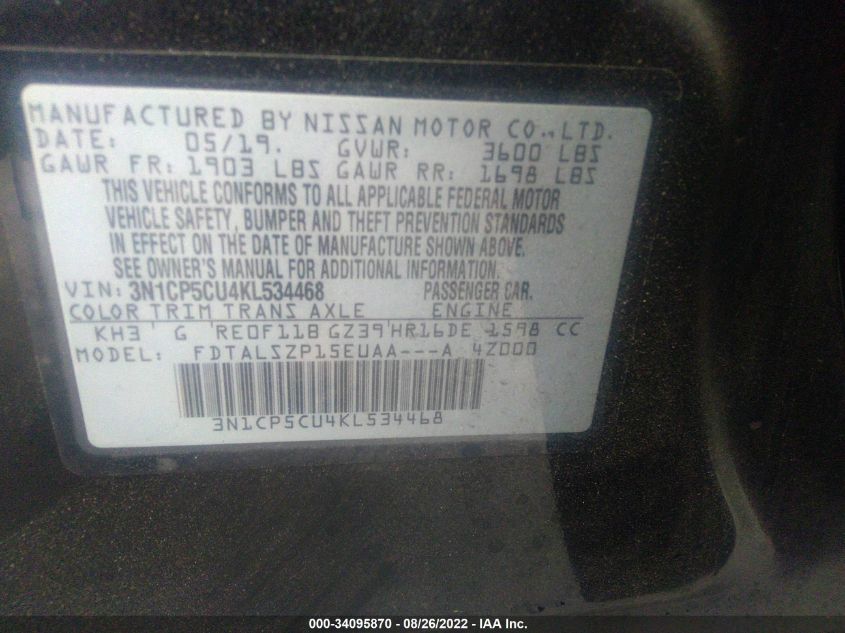 MANUFACTURED BY NISSAN MOTOR CO., LTD.
DATE: 05/19. GVWR: 3600 LBS
GAWR FR: 1903 LBS GAWR RR: 1698 LBS
THIS VEHICLE CONFORMS TO ALL APPLICABLE FEDERAL MOTOR
VEHICLE SAFETY, BUMPER AND THEFT PREVENTION STANDARDS
IN EFFECT ON THE DATE OF MANUFACTURE SHOWN ABOVE.
SEE OWNER'S MANUAL FOR ADDITIONAL INFORMATION.
VIN: 3N1CP5CU4KL534468 PASSENGER CAR.
COLOR TRIM TRANS AXLE ENGINE
KH3 G RE0F11B GZ39 HR16DE 1598 CC
MODEL: FDTALSZP15EUAA---A 4Z000
3N1CP5CU4KL534468
000-34095870 / 08/26/2022 - IAA Inc.